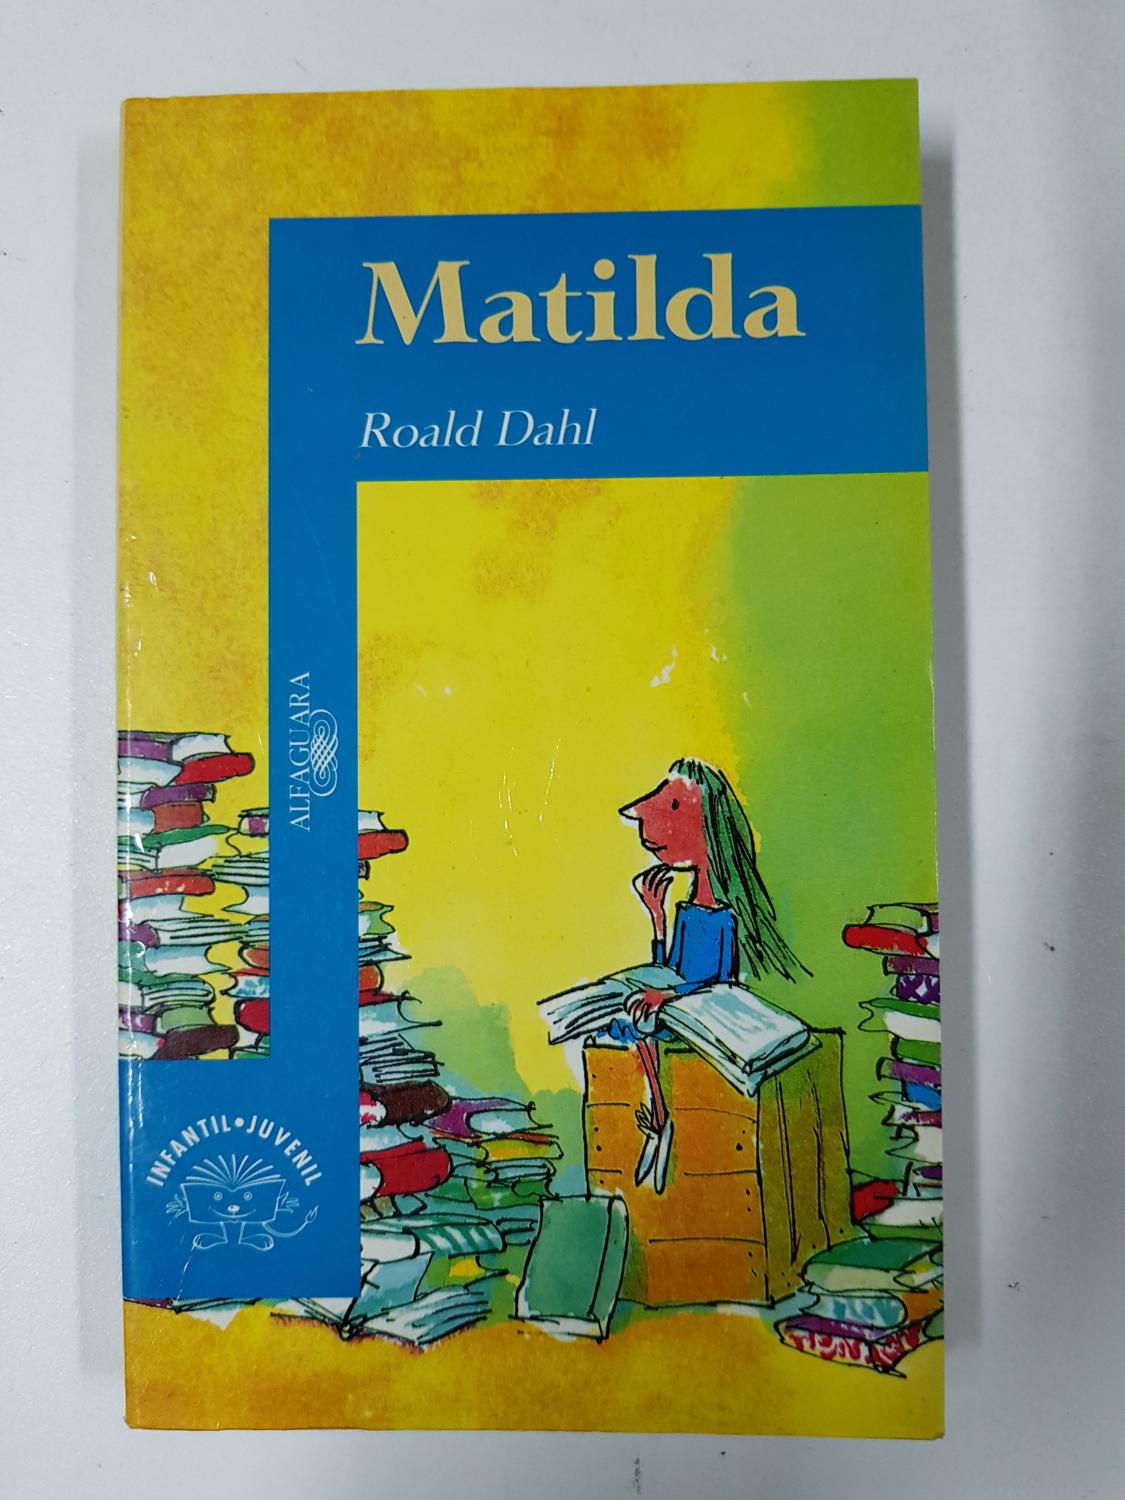 Matilda
Roald Dahl
ALFAGUARA
INFANTIL • JUVENIL